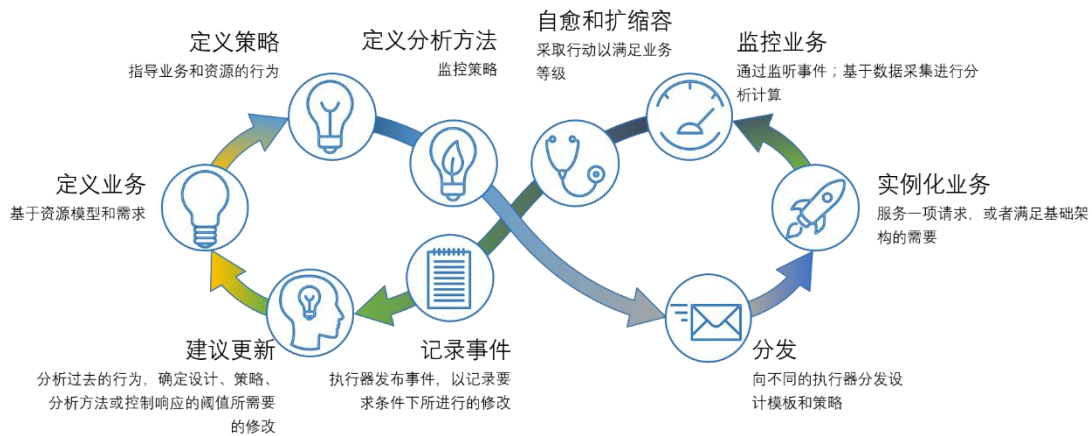 定义策略
指导业务和资源的行为
定义分析方法
监控策略
自愈和扩缩容
采取行动以满足业务
等级
监控业务
通过监听事件；基于数据采集进行分
析计算
定义业务
基于资源模型和需求
实例化业务
服务一项请求，或者满足基础架
构的需要
建议更新
分析过去的行为，确定设计、策略、
分析方法或控制响应的阈值所需要
的修改
记录事件
执行器发布事件，以记录要
求条件下所进行的修改
分发
向不同的执行器分发设
计模板和策略